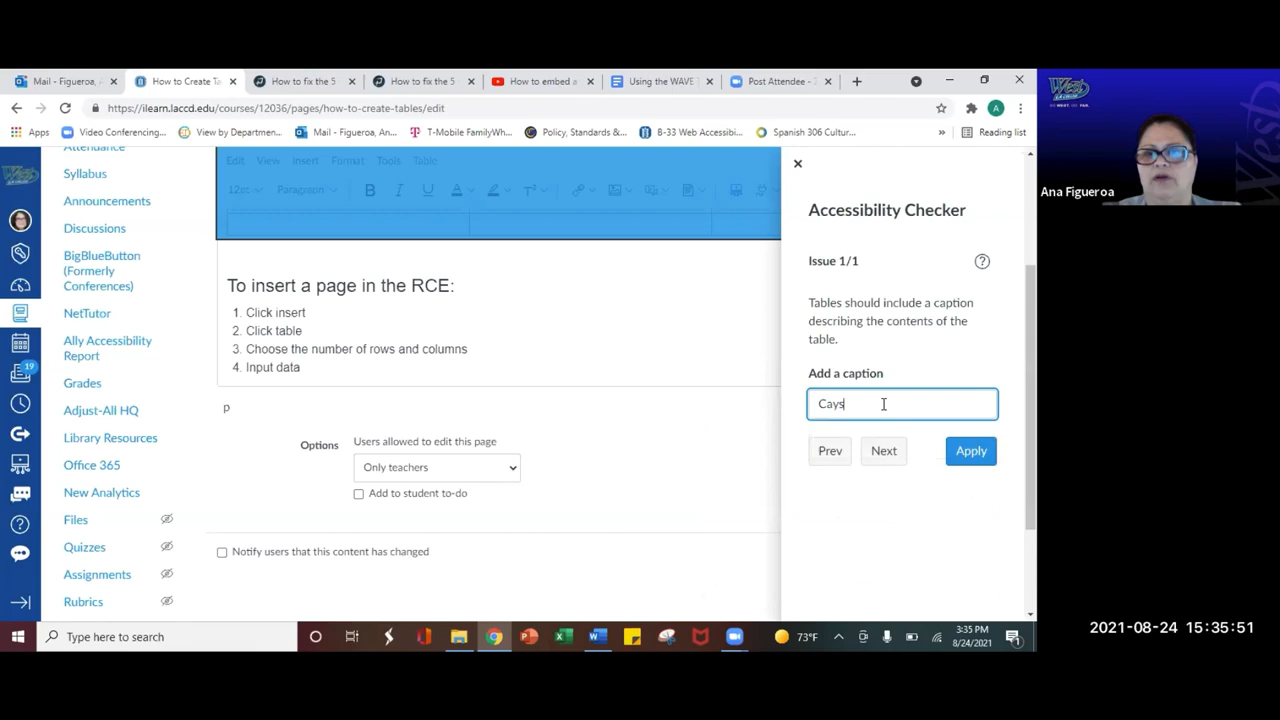 Mail - Figueroa, A
How to Create Ta
How to fix the 5
How to fix the 5
How to embed a
Using the WAVE
Post Attendee - Z
https://ilearn.laccd.edu/courses/12036/pages/how-to-create-tables/edit
A
Apps
Video Conferencing...
View by Departmen...
Mail - Figueroa, An...
T-Mobile FamilyWh...
Policy, Standards &...
B-33 Web Accessibi...
Spanish 306 Cultur...
»
Reading list
West
GO WEST. GO FAR.
Ana Figueroa
Attendance
Syllabus
Announcements
Discussions
BigBlueButton
(Formerly
Conferences)
NetTutor
Ally Accessibility
Report
Grades
Adjust-All HQ
Library Resources
Office 365
New Analytics
Files
Quizzes
Assignments
Rubrics
19
Edit View Insert Format Tools Table
12pt Paragraph B I U A T²
To insert a page in the RCE:
1. Click insert
2. Click table
3. Choose the number of rows and columns
4. Input data
p
Options
Users allowed to edit this page
Only teachers
Add to student to-do
Notify users that this content has changed
Accessibility Checker
Issue 1/1
Tables should include a caption
describing the contents of the
table.
Add a caption
Cays
Prev
Next
Apply
Type here to search
73°F
3:35 PM
8/24/2021
1
2021-08-24 15:35:51